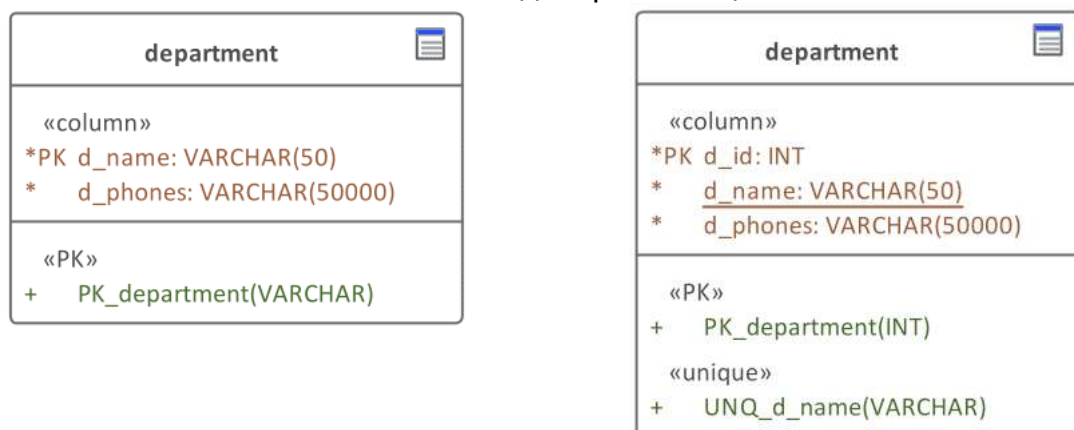 department
«column»
*PK d_name: VARCHAR(50)
* d_phones: VARCHAR(50000)
«PK»
+ PK_department(VARCHAR)
department
«column»
*PK d_id: INT
* d_name: VARCHAR(50)
* d_phones: VARCHAR(50000)
«PK»
+ PK_department(INT)
«unique»
+ UNQ_d_name(VARCHAR)